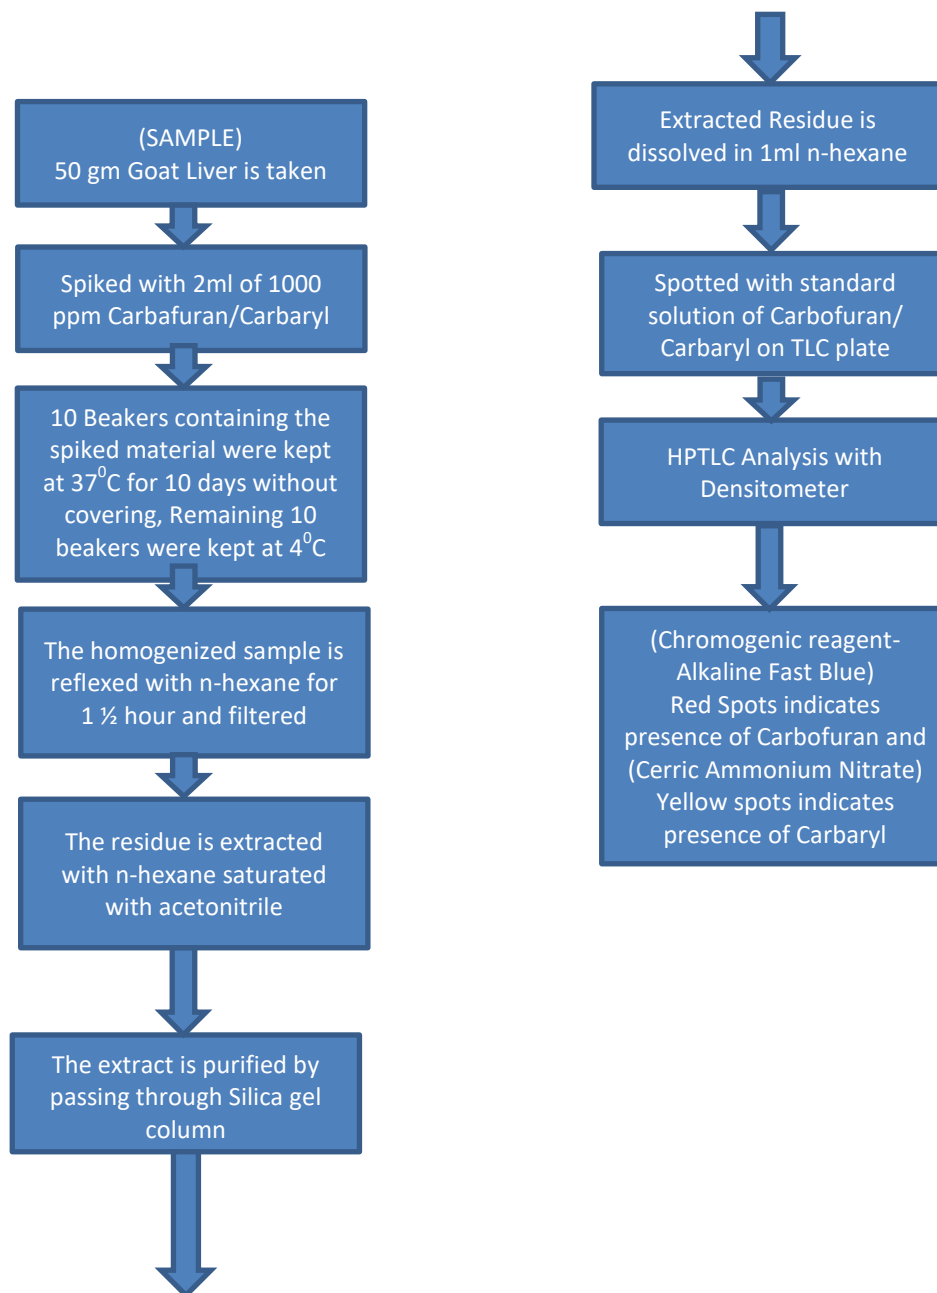 (SAMPLE)
50 gm Goat Liver is taken
Spiked with 2ml of 1000
ppm Carbafuran/Carbaryl
10 Beakers containing the
spiked material were kept
at 37⁰C for 10 days without
covering, Remaining 10
beakers were kept at 4⁰C
The homogenized sample is
reflexed with n-hexane for
1 ½ hour and filtered
The residue is extracted
with n-hexane saturated
with acetonitrile
The extract is purified by
passing through Silica gel
column
Extracted Residue is
dissolved in 1ml n-hexane
Spotted with standard
solution of Carbofuran/
Carbaryl on TLC plate
HPTLC Analysis with
Densitometer
(Chromogenic reagent-
Alkaline Fast Blue)
Red Spots indicates
presence of Carbofuran and
(Cerric Ammonium Nitrate)
Yellow spots indicates
presence of Carbaryl